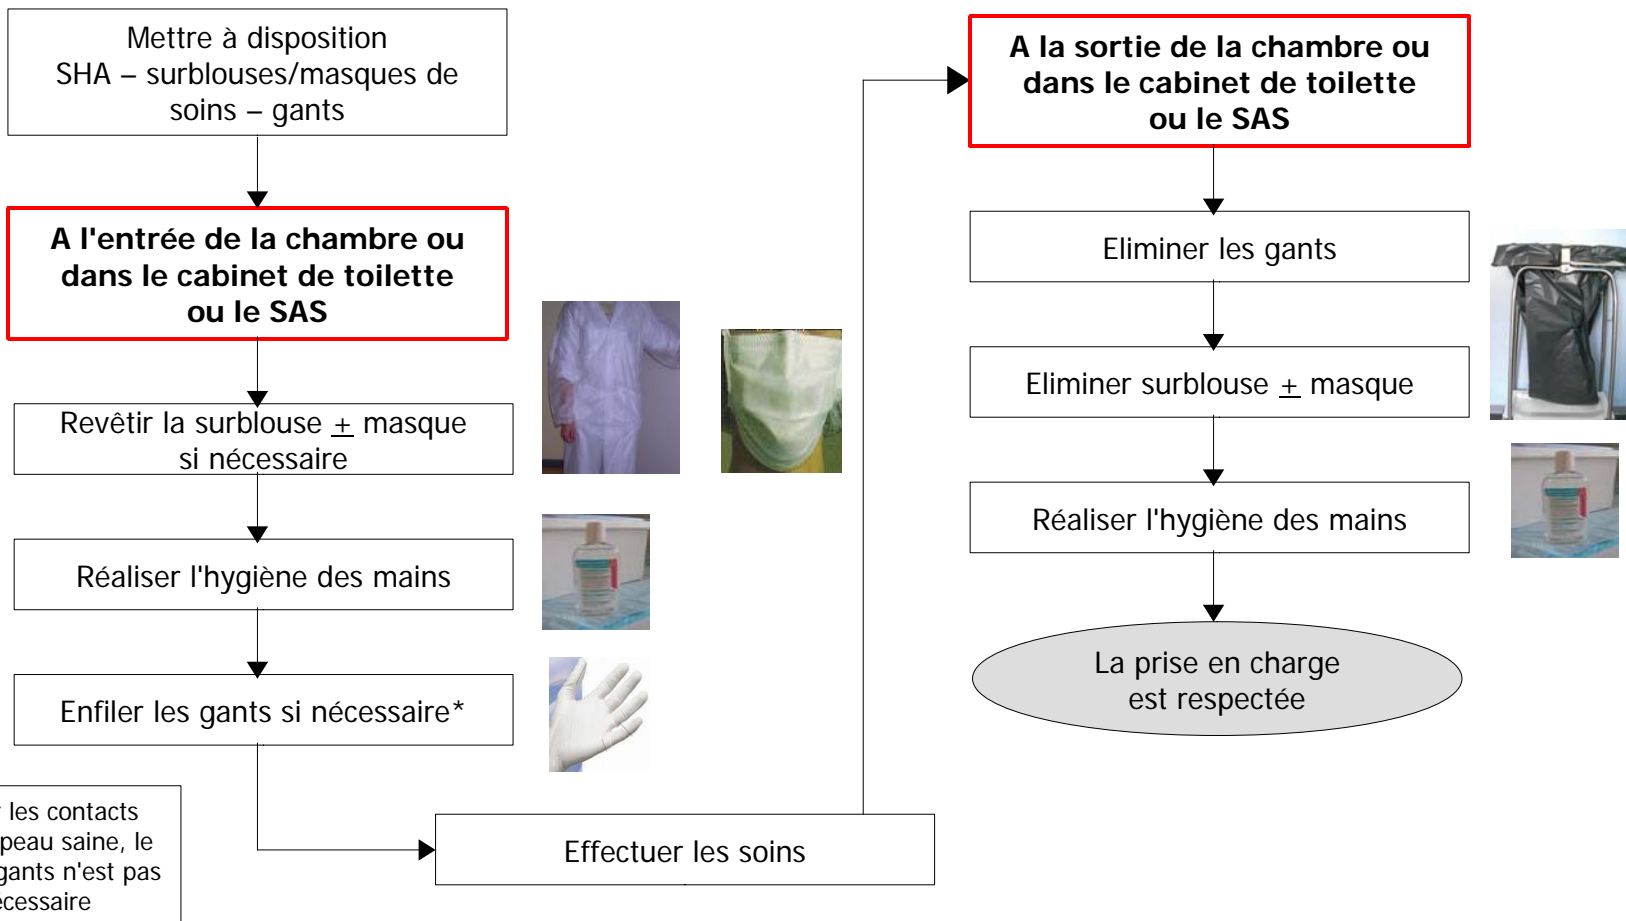 Mettre à disposition
SHA – surblouses/masques de
soins – gants
A l'entrée de la chambre ou
dans le cabinet de toilette
ou le SAS
Revêtir la surblouse + masque
si nécessaire
Réaliser l'hygiène des mains
Enfiler les gants si nécessaire*
les contacts
peau saine, le
gants n'est pas
Effectuer les soins
A la sortie de la chambre ou
dans le cabinet de toilette
ou le SAS
Eliminer les gants
Eliminer surblouse + masque
Réaliser l'hygiène des mains
La prise en charge
est respectée